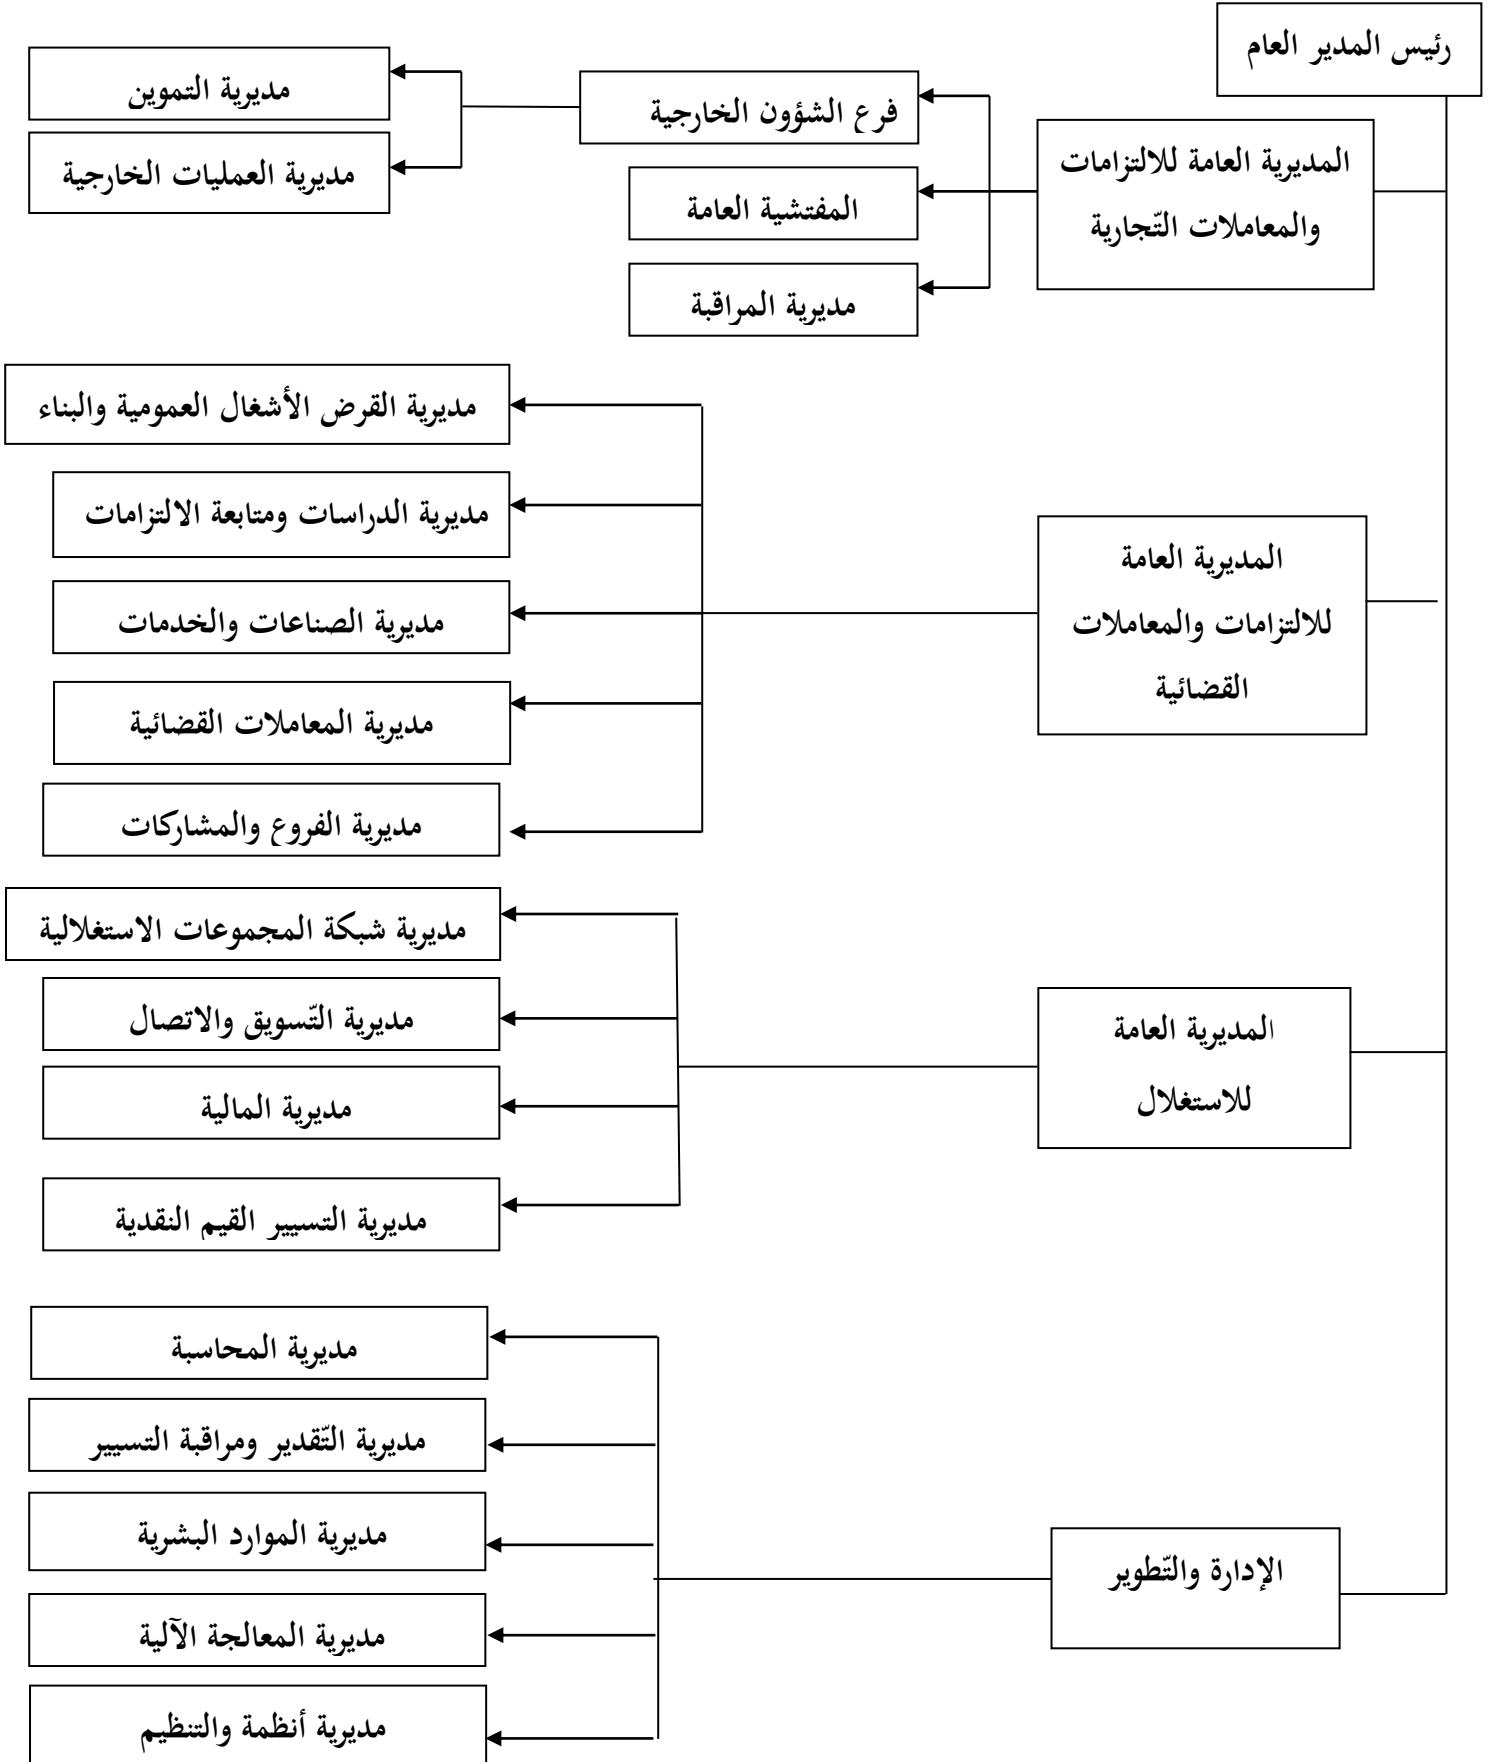 رئيس المدير العام
المديرية العامة للالتزامات
والمعاملات التّجارية
فرع الشؤون الخارجية
مديرية التموين
مديرية العمليات الخارجية
المفتشية العامة
مديرية المراقبة
المديرية العامة
للالتزامات والمعاملات
القضائية
مديرية القرض الأشغال العمومية والبناء
مديرية الدراسات ومتابعة الالتزامات
مديرية الصناعات والخدمات
مديرية المعاملات القضائية
مديرية الفروع والمشاركات
المديرية العامة
للاستغلال
مديرية شبكة المجموعات الاستغلالية
مديرية التّسويق والاتصال
مديرية المالية
مديرية التسيير القيم النقدية
الإدارة والتّطوير
مديرية المحاسبة
مديرية التّقدير ومراقبة التسيير
مديرية الموارد البشرية
مديرية المعالجة الآلية
مديرية أنظمة والتنظيم